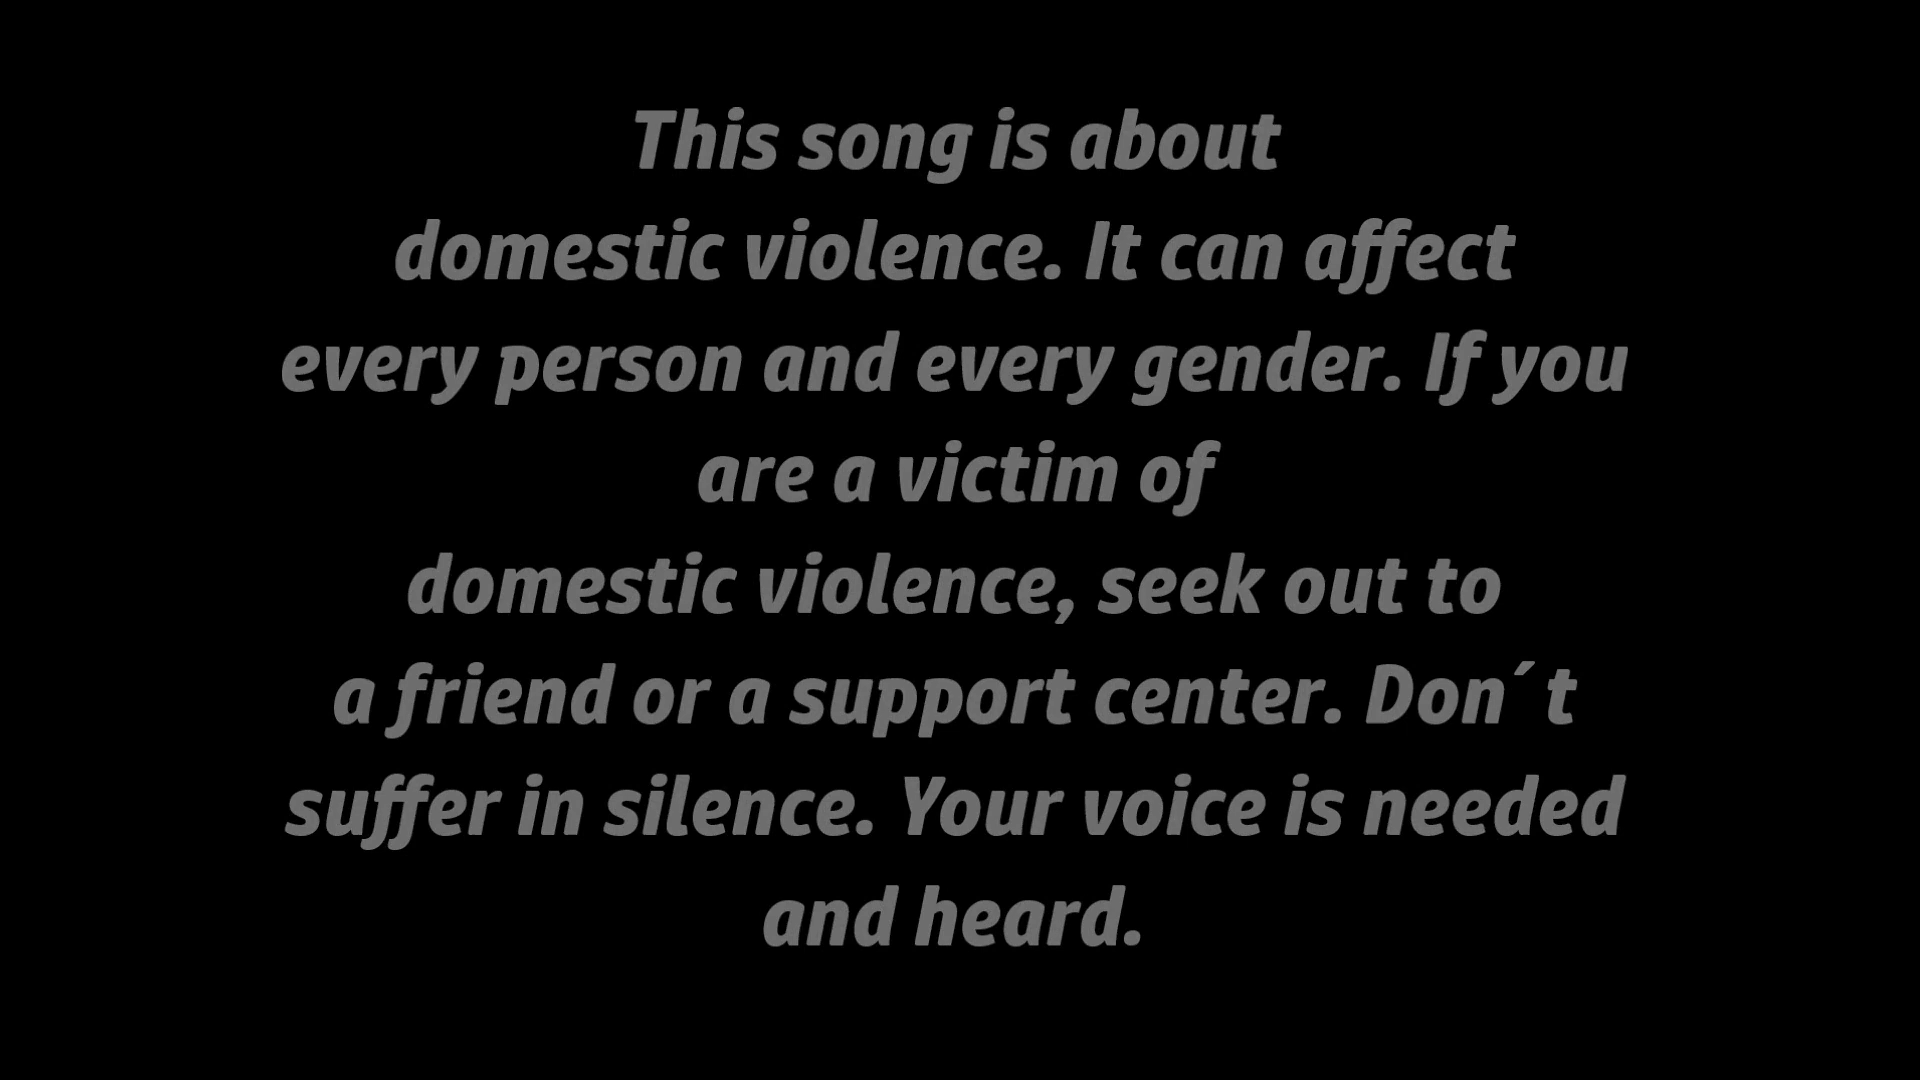 This song is about
domestic violence. It can affect
every person and every gender. If you
are a victim of
domestic violence, seek out to
a friend or a support center. Don´t
suffer in silence. Your voice is needed
and heard.